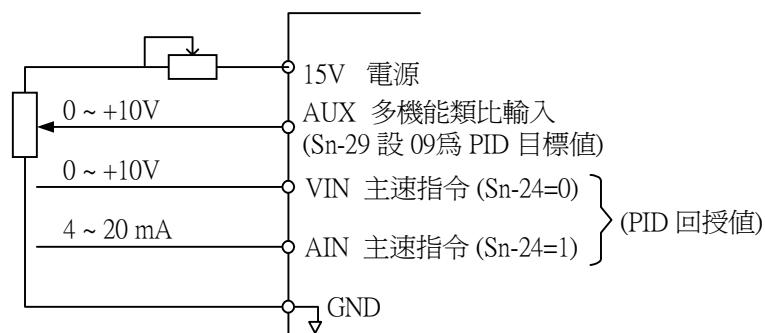 15V 電源
0 ~ +10V
AUX 多機能類比輸入
(Sn-29 設 09爲 PID 目標值)
0 ~ +10V
VIN 主速指令 (Sn-24=0)
(PID 回授值)
4 ~ 20 mA
AIN 主速指令 (Sn-24=1)
GND